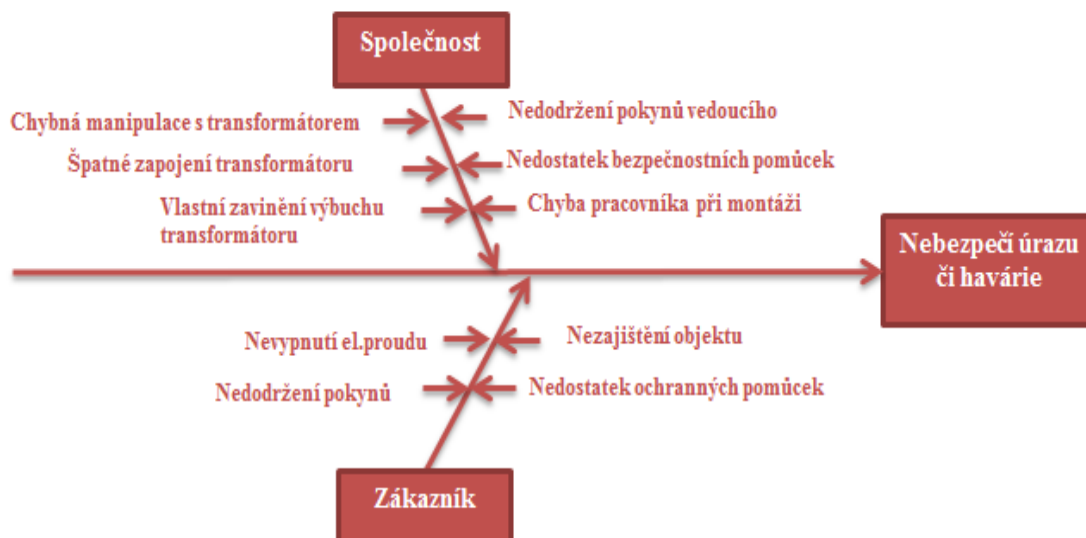 Společnost
Chybná manipulace s transformátorem
Nedodržení pokynů vedoucího
Špatné zapojení transformátoru
Nedostatek bezpečnostních pomůcek
Vlastní zavinění výbuchu
transformátoru
Chyba pracovníka při montáži
Nebezpečí úrazu
či havárie
Nevypnutí el.proudu
Nezajištění objektu
Nedodržení pokynů
Nedostatek ochranných pomůcek
Zákazník